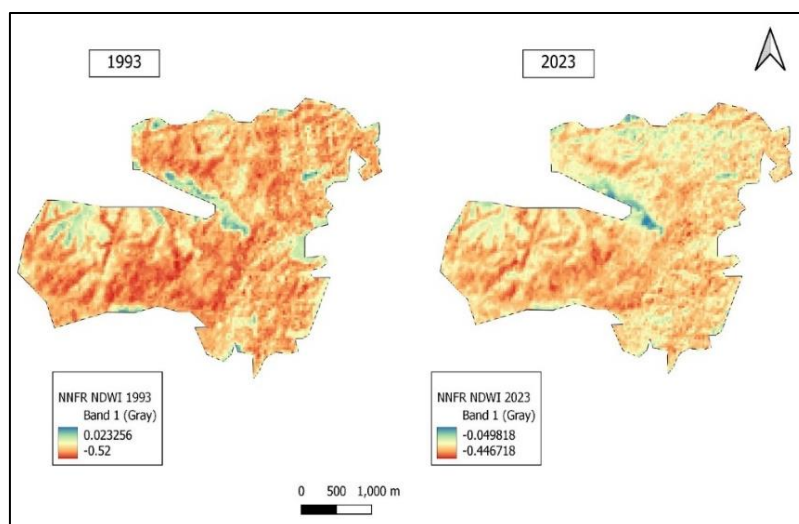 1993
2023
NNFR NDWI 1993
Band 1 (Gray)
0.023256
-0.52
NNFR NDWI 2023
Band 1 (Gray)
-0.049818
-0.446718
0 500 1,000 m